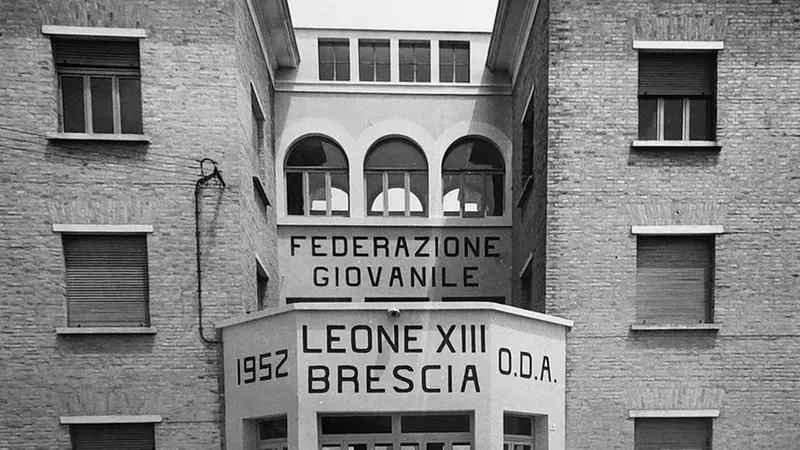 FEDERAZIONE
GIOVANILE
1952
LEONE XIII
BRESCIA
O.D.A.